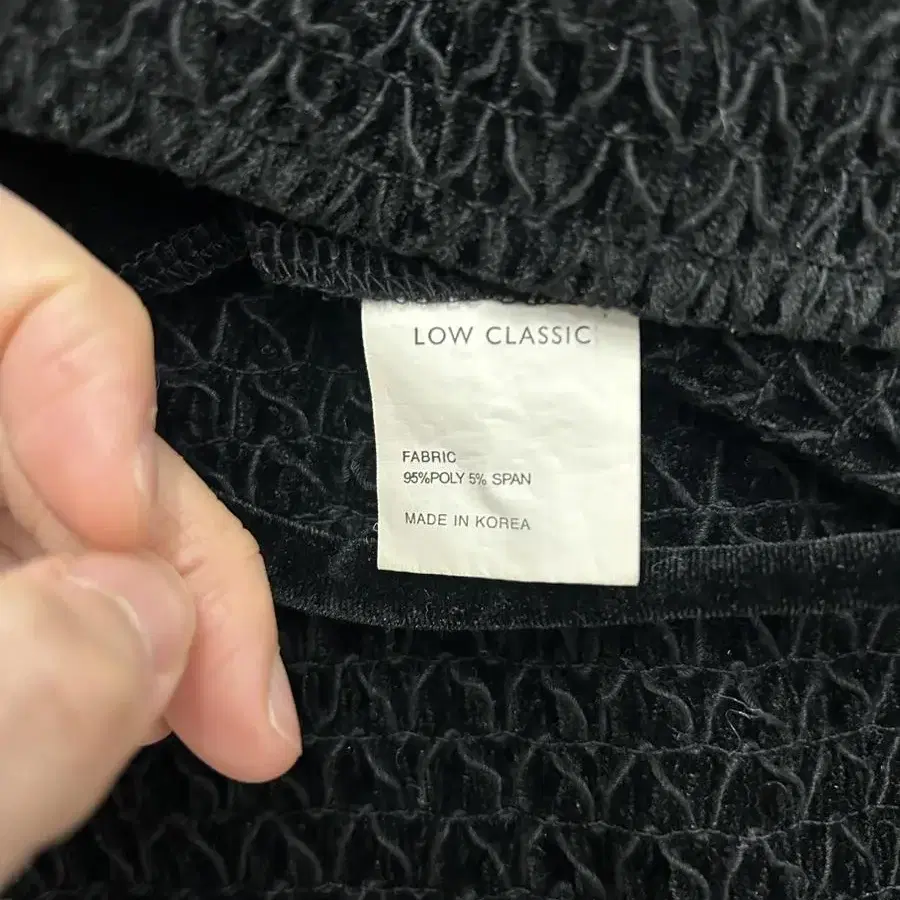 LOW CLASSIC
FABRIC
95%POLY 5% SPAN
MADE IN KOREA